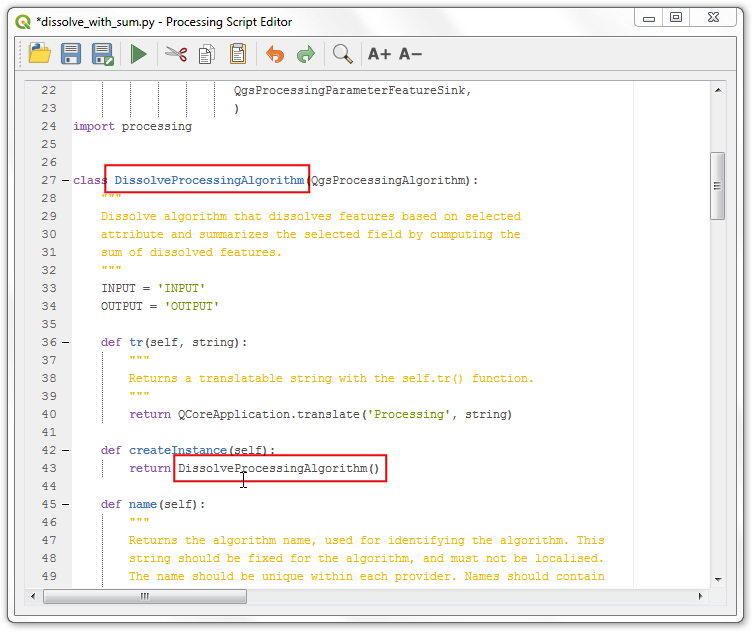 *dissolve_with_sum.py - Processing Script Editor
A+ A−
22 QgsProcessingParameterFeatureSink,
23 )
24 import processing
25
26
27 class DissolveProcessingAlgorithm(QgsProcessingAlgorithm):
28 """
29 Dissolve algorithm that dissolves features based on selected
30 attribute and summarizes the selected field by cumputing the
31 sum of dissolved features.
32 """
33 INPUT = 'INPUT'
34 OUTPUT = 'OUTPUT'
35
36 def tr(self, string):
37 """
38 Returns a translatable string with the self.tr() function.
39 """
40 return QCoreApplication.translate('Processing', string)
41
42 def createInstance(self):
43 return DissolveProcessingAlgorithm()
44
45 def name(self):
46 """
47 Returns the algorithm name, used for identifying the algorithm. This
48 string should be fixed for the algorithm, and must not be localised.
49 The name should be unique within each provider. Names should contain